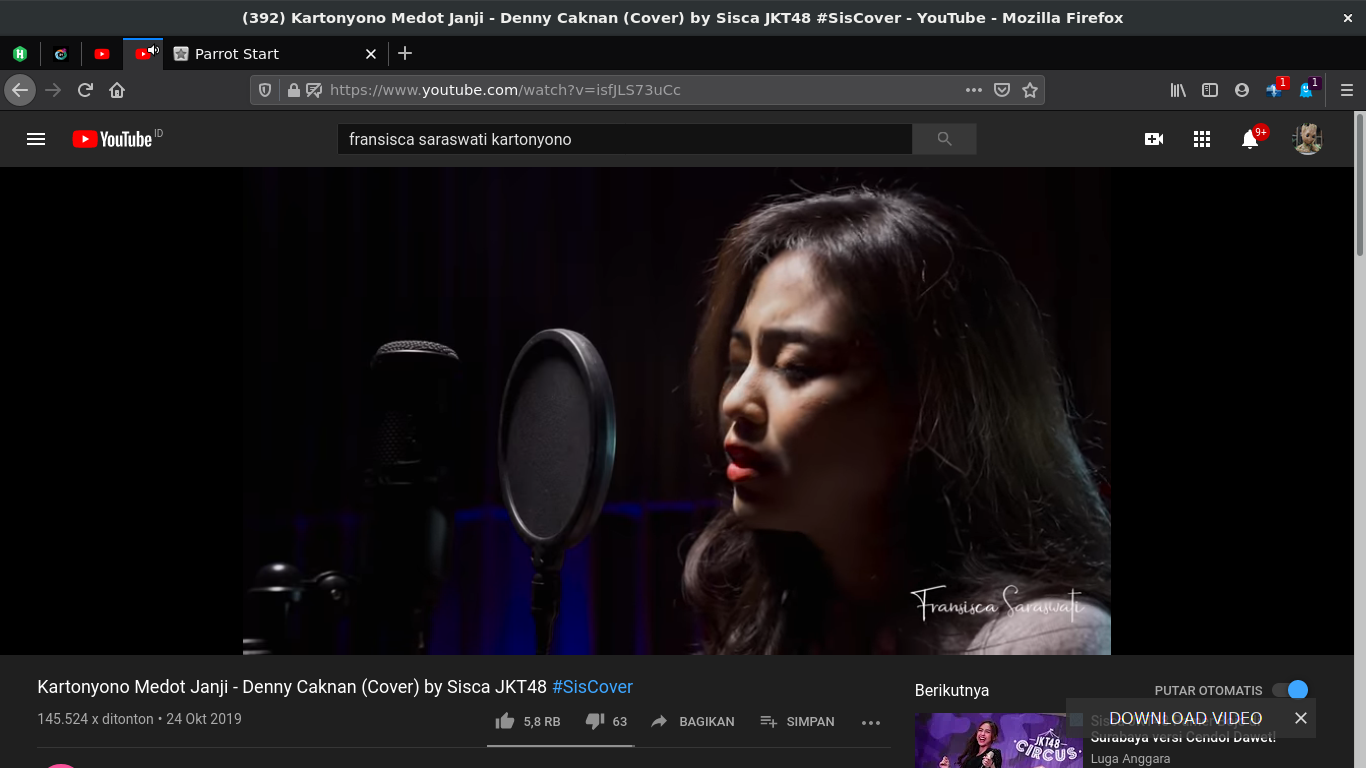 (392) Kartonyono Medot Janji - Denny Caknan (Cover) by Sisca JKT48 #SisCover - YouTube - Mozilla Firefox
Parrot Start
https://www.youtube.com/watch?v=isfJLS73uCc
1
1
YouTube ID
fransisca saraswati kartonyono
9+
Fransisca Saraswati
Kartonyono Medot Janji - Denny Caknan (Cover) by Sisca JKT48 #SisCover
145.524 x ditonton • 24 Okt 2019
5,8 RB
63
BAGIKAN
SIMPAN
Berikutnya
PUTAR OTOMATIS
DOWNLOAD VIDEO
JKT48
CIRCUS
Surabaya versi Cendol Dawet!
Luga Anggara